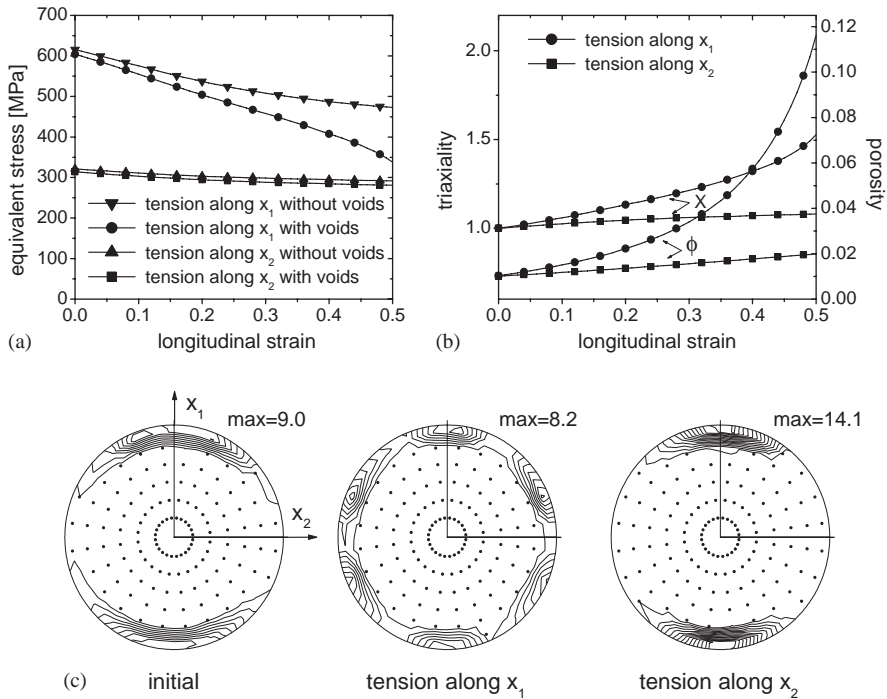 700
600
500
400
300
200
100
0
equivalent stress [MPa]
tension along x1 without voids
tension along x1 with voids
tension along x2 without voids
tension along x2 with voids
0.0 0.1 0.2 0.3 0.4 0.5
(a) longitudinal strain
2.0
1.5
1.0
triaxiality
tension along x1
tension along x2
X
ϕ
0.12
0.10
0.08
0.06
0.04
0.02
0.00
porosity
0.0 0.1 0.2 0.3 0.4 0.5
(b) longitudinal strain
x1 max=9.0
x2
max=8.2
max=14.1
(c) initial
tension along x1
tension along x2